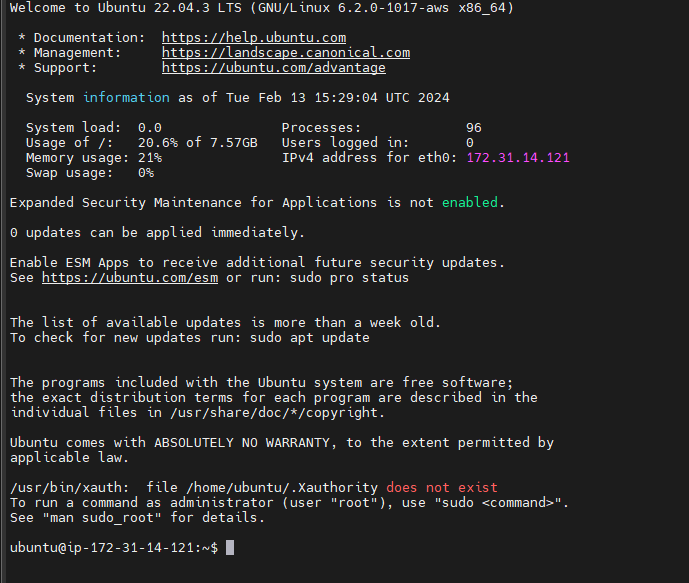 Welcome to Ubuntu 22.04.3 LTS (GNU/Linux 6.2.0-1017-aws x86_64)
* Documentation:  https://help.ubuntu.com
* Management:     https://landscape.canonical.com
* Support:        https://ubuntu.com/advantage
System information as of Tue Feb 13 15:29:04 UTC 2024
System load:  0.0               Processes:             96
Usage of /:   20.6% of 7.57GB   Users logged in:       0
Memory usage: 21%               IPv4 address for eth0: 172.31.14.121
Swap usage:   0%
Expanded Security Maintenance for Applications is not enabled.
0 updates can be applied immediately.
Enable ESM Apps to receive additional future security updates.
See https://ubuntu.com/esm or run: sudo pro status
The list of available updates is more than a week old.
To check for new updates run: sudo apt update
The programs included with the Ubuntu system are free software;
the exact distribution terms for each program are described in the
individual files in /usr/share/doc/*/copyright.
Ubuntu comes with ABSOLUTELY NO WARRANTY, to the extent permitted by
applicable law.
/usr/bin/xauth:  file /home/ubuntu/.Xauthority does not exist
To run a command as administrator (user "root"), use "sudo <command>".
See "man sudo_root" for details.
ubuntu@ip-172-31-14-121:~$